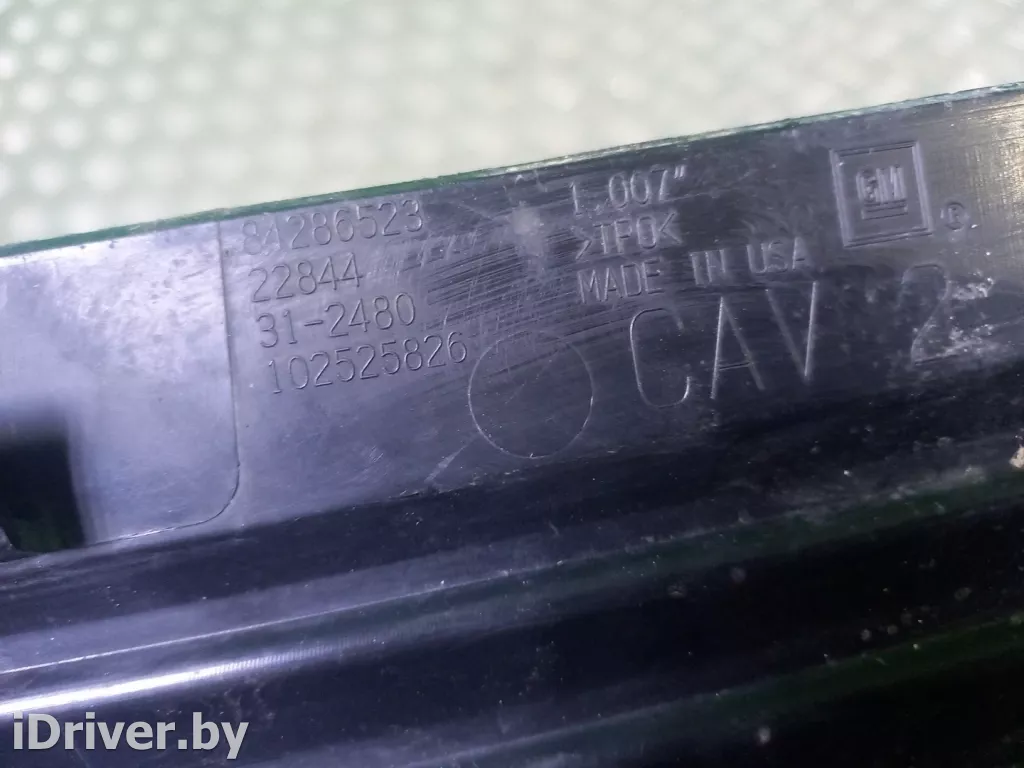 84286523
22844
31-2480
102525826
1.007"
>TPO<
MADE IN USA
GM ®
CAV 2
iDriver.by